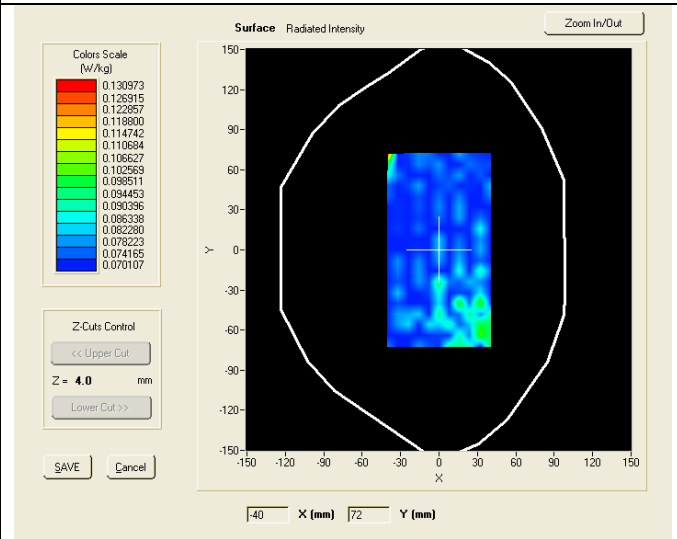 Surface Radiated Intensity
Zoom In/Out
Colors Scale
(W/kg)
0.130973
0.126915
0.122857
0.118800
0.114742
0.110684
0.106627
0.102569
0.098511
0.094453
0.090396
0.086338
0.082280
0.078223
0.074165
0.070107
Z-Cuts Control
<< Upper Cut
Z = 4.0 mm
Lower Cut >>
SAVE
Cancel
150
120
90
60
30
0
-30
-60
-90
-120
-150
Y
-150 -120 -90 -60 -30 0 30 60 90 120 150
X
-40 X (mm) 72 Y (mm)